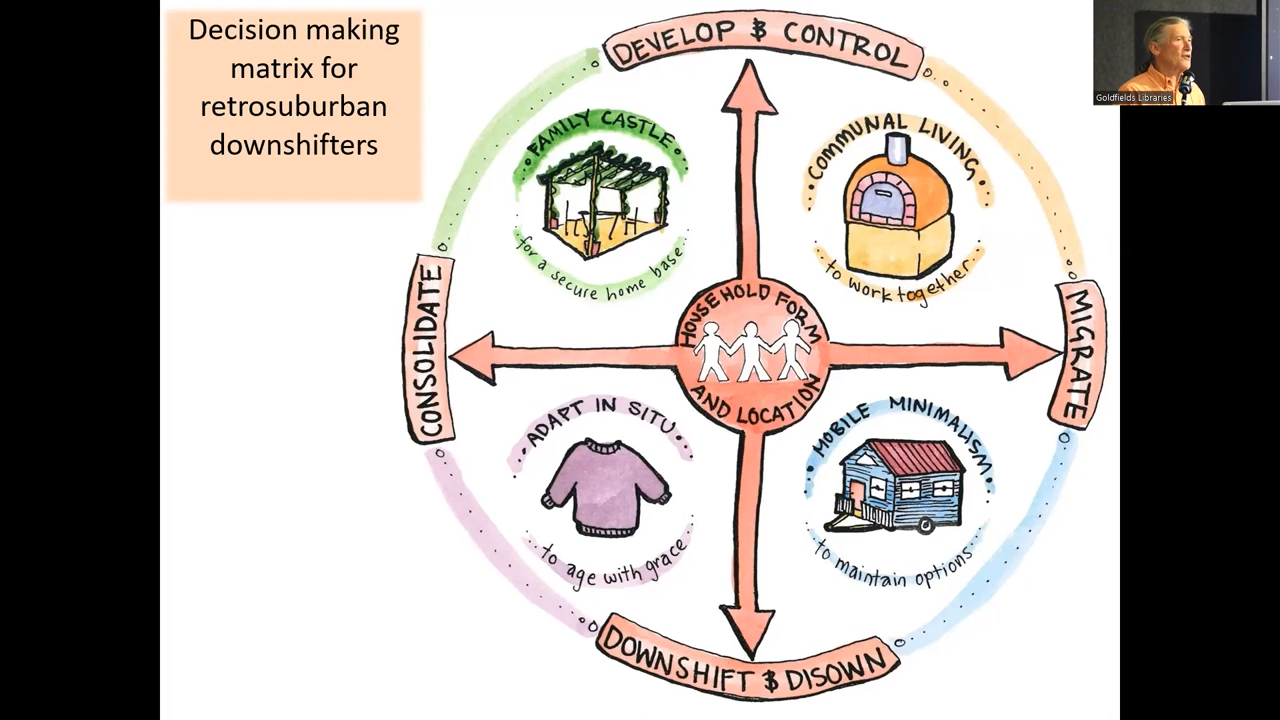 Decision making
matrix for
retrosuburban
downshifters
Goldfields Libraries
DEVELOP & CONTROL
FAMILY CASTLE
for a secure home base
COMMUNAL LIVING
to work together
CONSOLIDATE
HOUSEHOLD FORM
AND LOCATION
MIGRATE
ADAPT IN SITU
to age with grace
MOBILE MINIMALISM
to maintain options
DOWNSHIFT & DISOWN